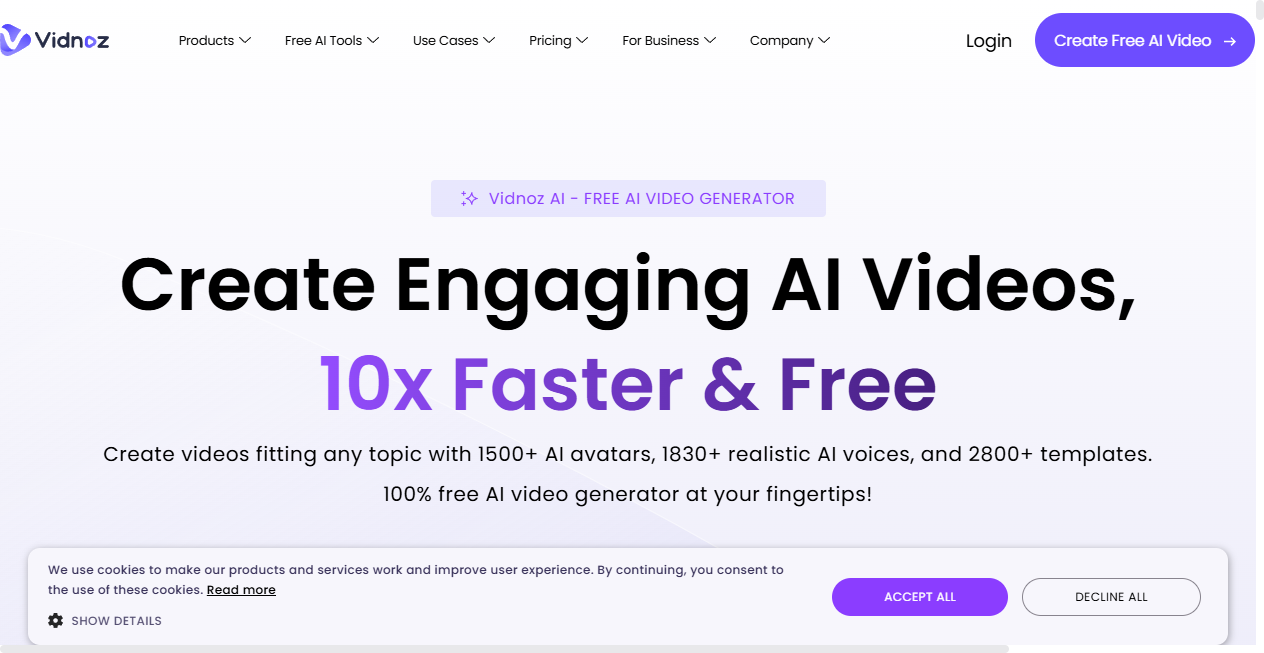 Vidnoz
Products
Free AI Tools
Use Cases
Pricing
For Business
Company
Login
Create Free AI Video →
Vidnoz AI - FREE AI VIDEO GENERATOR
Create Engaging AI Videos,
10x Faster & Free
Create videos fitting any topic with 1500+ AI avatars, 1830+ realistic AI voices, and 2800+ templates.
100% free AI video generator at your fingertips!
We use cookies to make our products and services work and improve user experience. By continuing, you consent to
the use of these cookies. Read more
SHOW DETAILS
ACCEPT ALL
DECLINE ALL